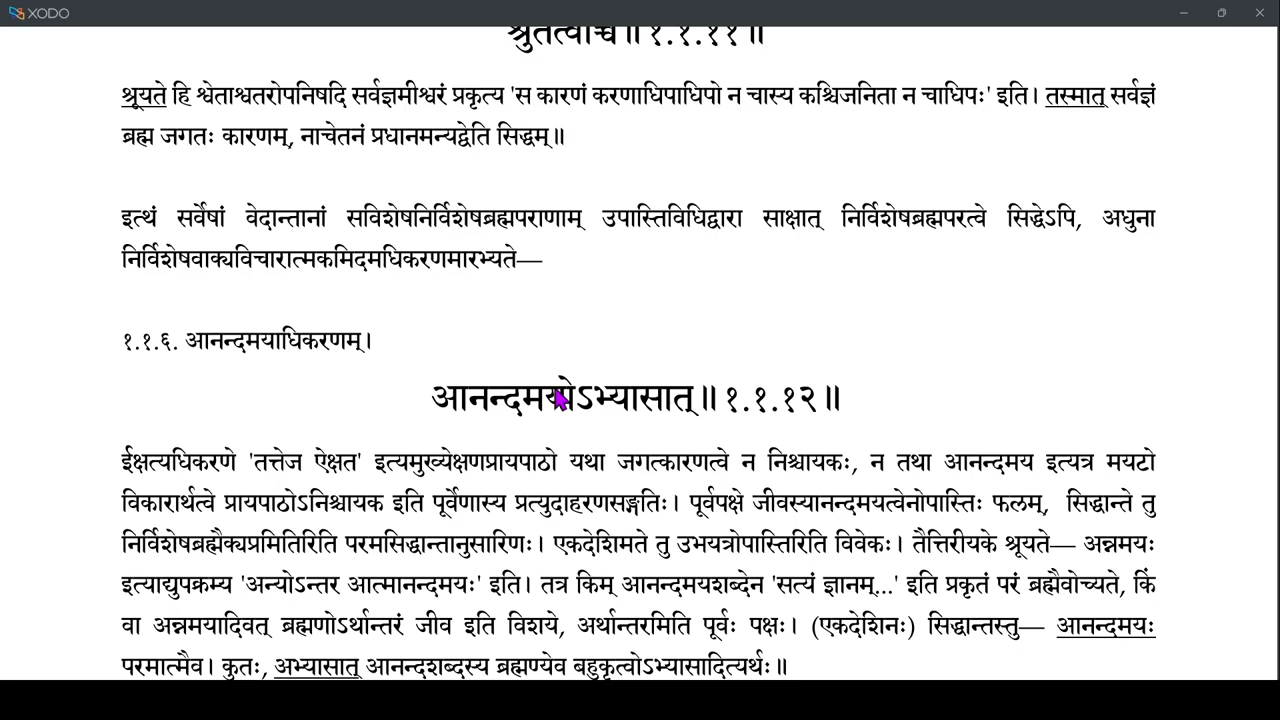 XODO
श्रुतत्वाच्च॥ १.१.११॥
श्रूयते हि श्वेताश्वतरोपनिषदि सर्वज्ञमीश्वरं प्रकृत्य 'स कारणं करणाधिपाधिपो न चास्य कश्चिजनिता न चाधिपः' इति। तस्मात् सर्वज्ञं
ब्रह्म जगतः कारणम्, नाचेतनं प्रधानमन्यद्वेति सिद्धम्॥
इत्थं सर्वेषां वेदान्तानां सविशेषनिर्विशेषब्रह्मपराणाम् उपास्तिविधिद्वारा साक्षात् निर्विशेषब्रह्मपरत्वे सिद्धेऽपि, अधुना
निर्विशेषवाक्यविचारात्मकमिदमधिकरणमारभ्यते—
१.१.६. आनन्दमयाधिकरणम्।
आनन्दमयोऽभ्यासात्॥ १.१.१२॥
ईक्षत्यधिकरणे 'तत्तेज ऐक्षत' इत्यमुख्येक्षणप्रायपाठो यथा जगत्कारणत्वे न निश्चायकः, न तथा आनन्दमय इत्यत्र मयटो
विकारार्थत्वे प्रायपाठोऽनिश्चायक इति पूर्वेणास्य प्रत्युदाहरणसङ्गतिः। पूर्वपक्षे जीवस्यानन्दमयत्वेनोपास्तिः फलम्, सिद्धान्ते तु
निर्विशेषब्रह्मैक्यप्रमितिरिति परमसिद्धान्तानुसारिणः। एकदेशिमते तु उभयत्रोपास्तिरिति विवेकः। तैत्तिरीयके श्रूयते— अन्नमयः
इत्याद्युपक्रम्य 'अन्योऽन्तर आत्मानन्दमयः' इति। तत्र किम् आनन्दमयशब्देन 'सत्यं ज्ञानम्...' इति प्रकृतं परं ब्रह्मैवोच्यते, किं
वा अन्नमयादिवत् ब्रह्मणोऽर्थान्तरं जीव इति विशये, अर्थान्तरमिति पूर्वः पक्षः। (एकदेशिनः) सिद्धान्तस्तु— आनन्दमयः
परमात्मैव। कुतः, अभ्यासात् आनन्दशब्दस्य ब्रह्मण्येव बहुकृत्वोऽभ्यासादित्यर्थः॥